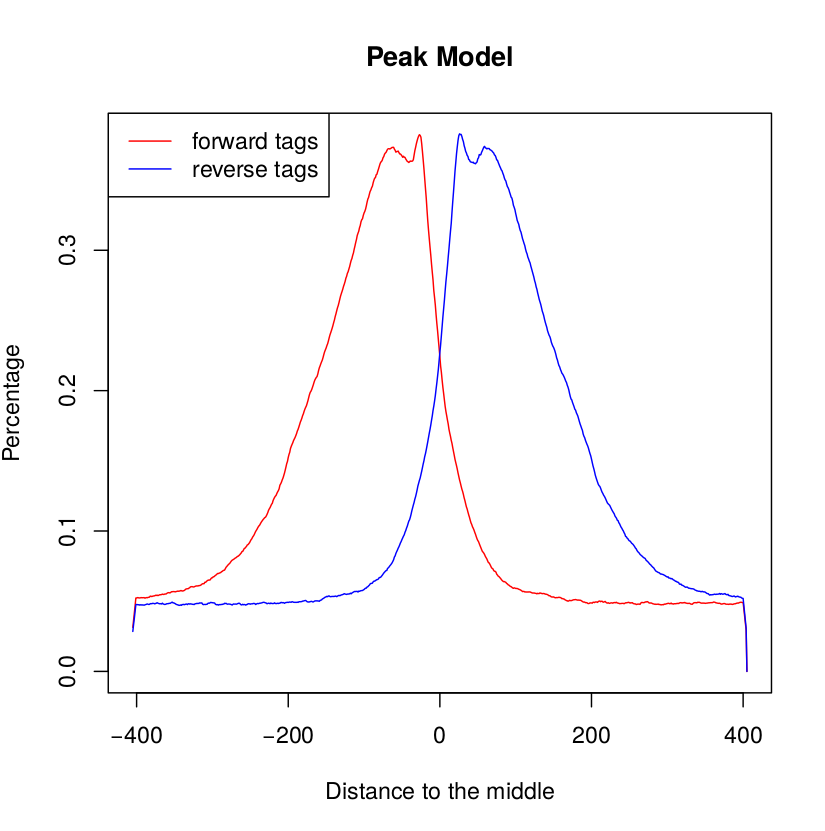 Peak Model
forward tags
reverse tags
Percentage
0.3
0.2
0.1
0.0
−400
−200
0
200
400
Distance to the middle